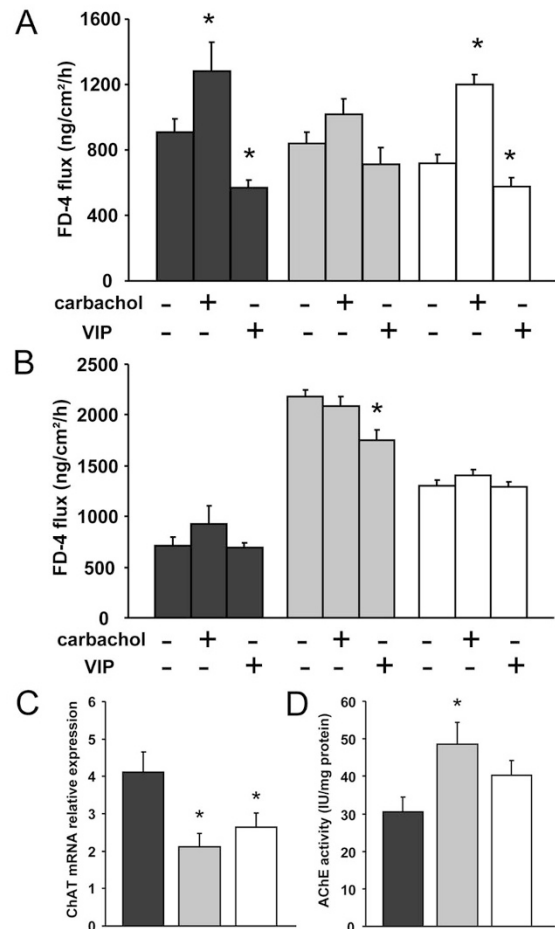 A
FD-4 flux (ng/cm²/h)
1600
1200
800
400
0
* * * *
carbachol - + - - + - - + -
VIP - - + - - + - - +
B
FD-4 flux (ng/cm²/h)
2500
2000
1500
1000
500
0
*
carbachol - + - - + - - + -
VIP - - + - - + - - +
C
ChAT mRNA relative expression
6
5
4
3
2
1
0
* *
D
AChE activity (IU/mg protein)
60
50
40
30
20
10
0
*